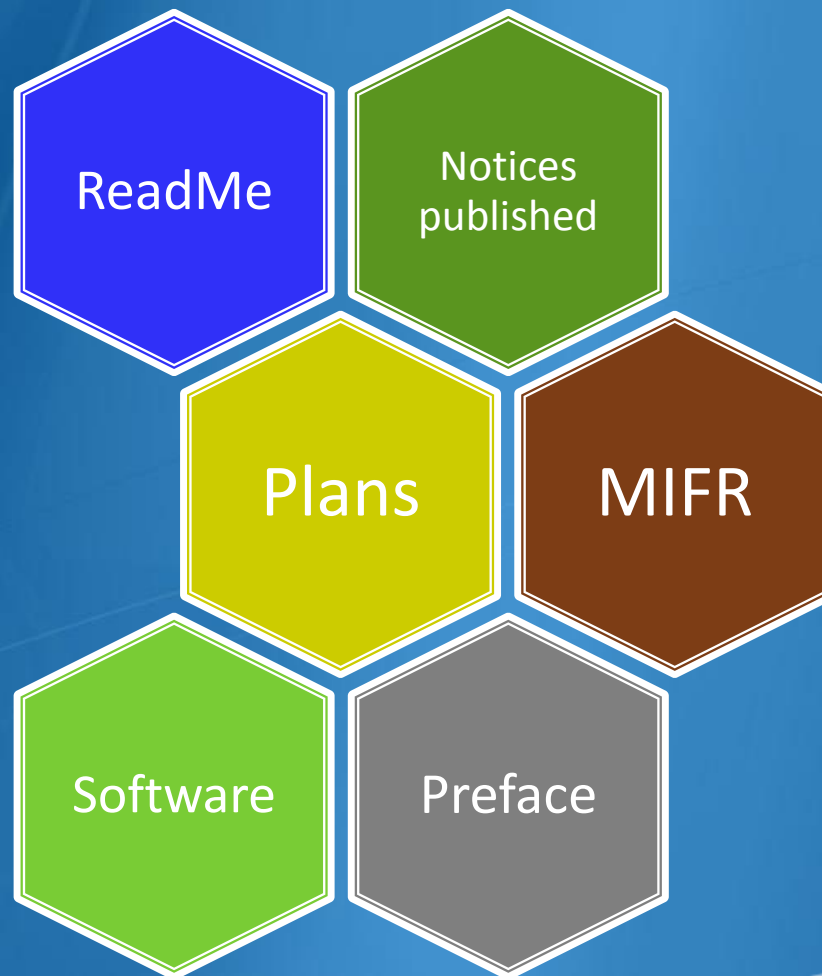 ReadMe
Notices
published
Plans
MIFR
Software
Preface